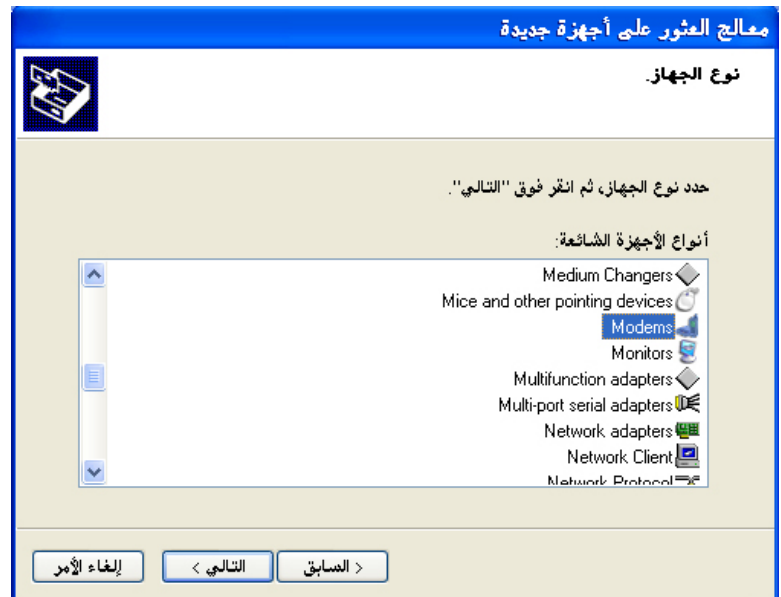 معالج العثور على أجهزة جديدة
نوع الجهاز.
حدد نوع الجهاز، ثم انقر فوق "التالي".
أنواع الأجهزة الشائعة:
Medium Changers
Mice and other pointing devices
Modems
Monitors
Multifunction adapters
Multi-port serial adapters
Network adapters
Network Client
Network Protocol
< السابق
التالي >
إلغاء الأمر